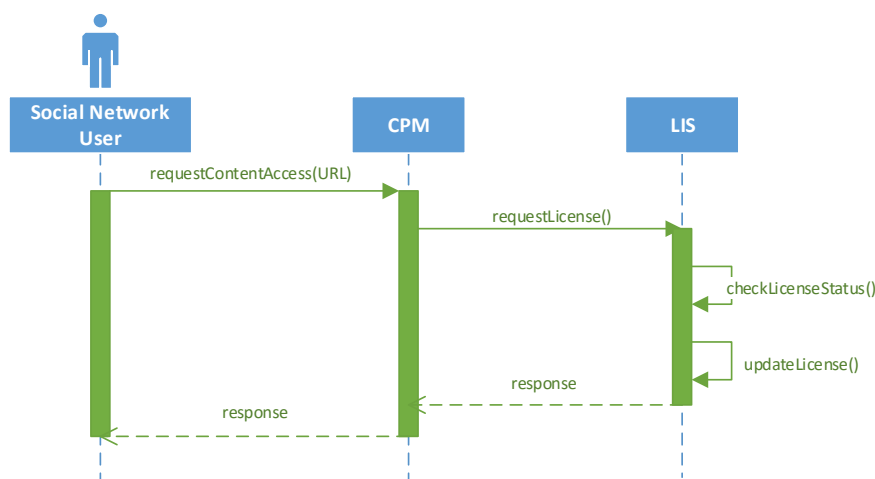 Social Network
User
CPM
LIS
requestContentAccess(URL)
requestLicense()
checkLicenseStatus()
updateLicense()
response
response